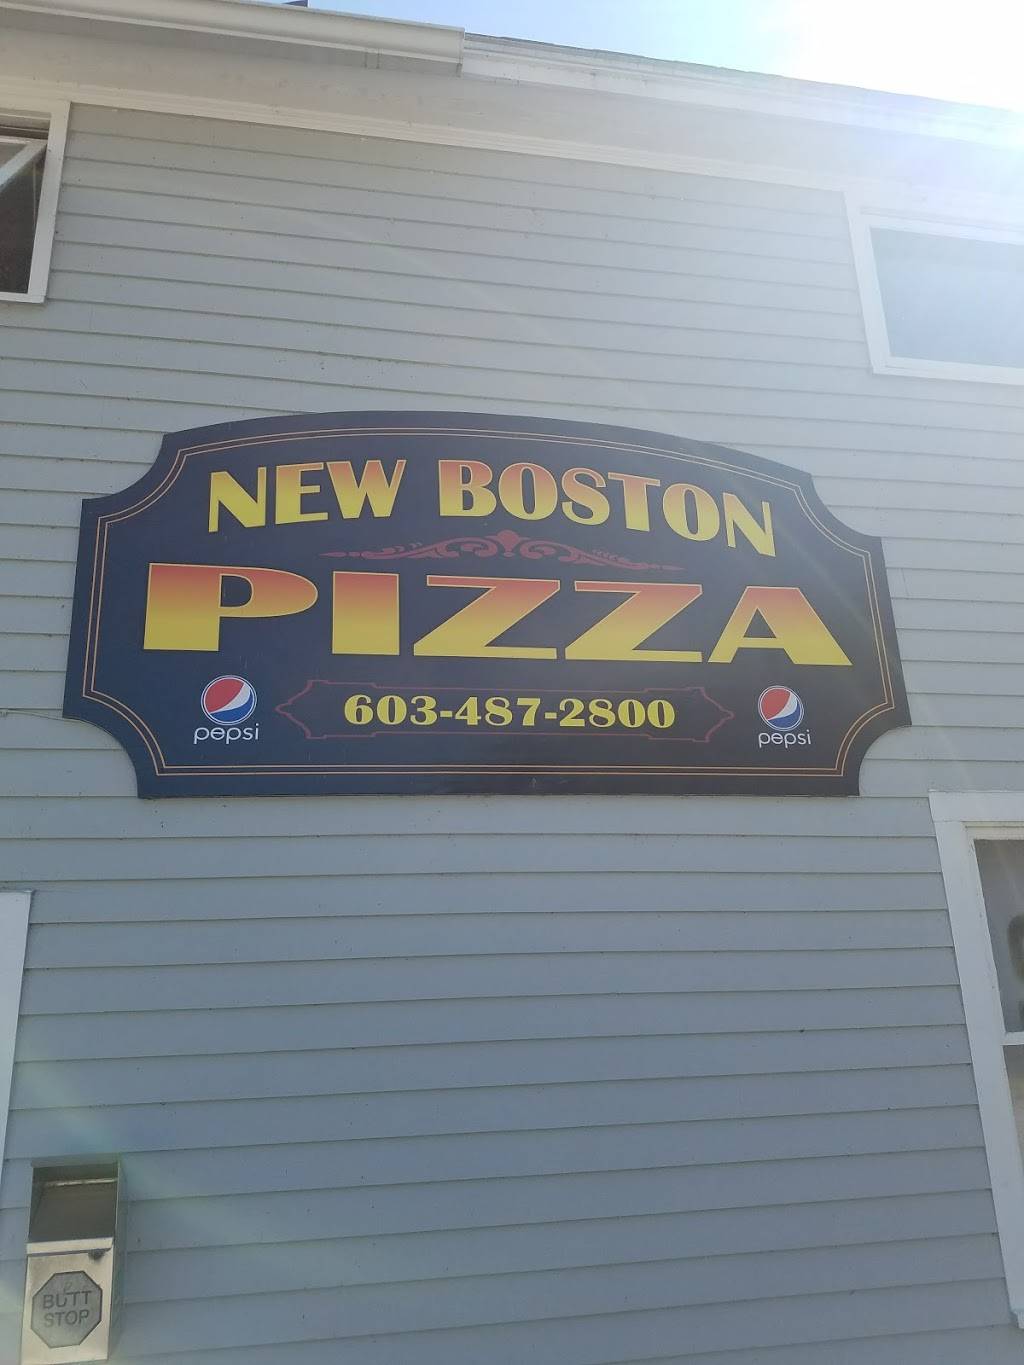 NEW BOSTON
PIZZA
603-487-2800
pepsi
pepsi
BUTT
STOP